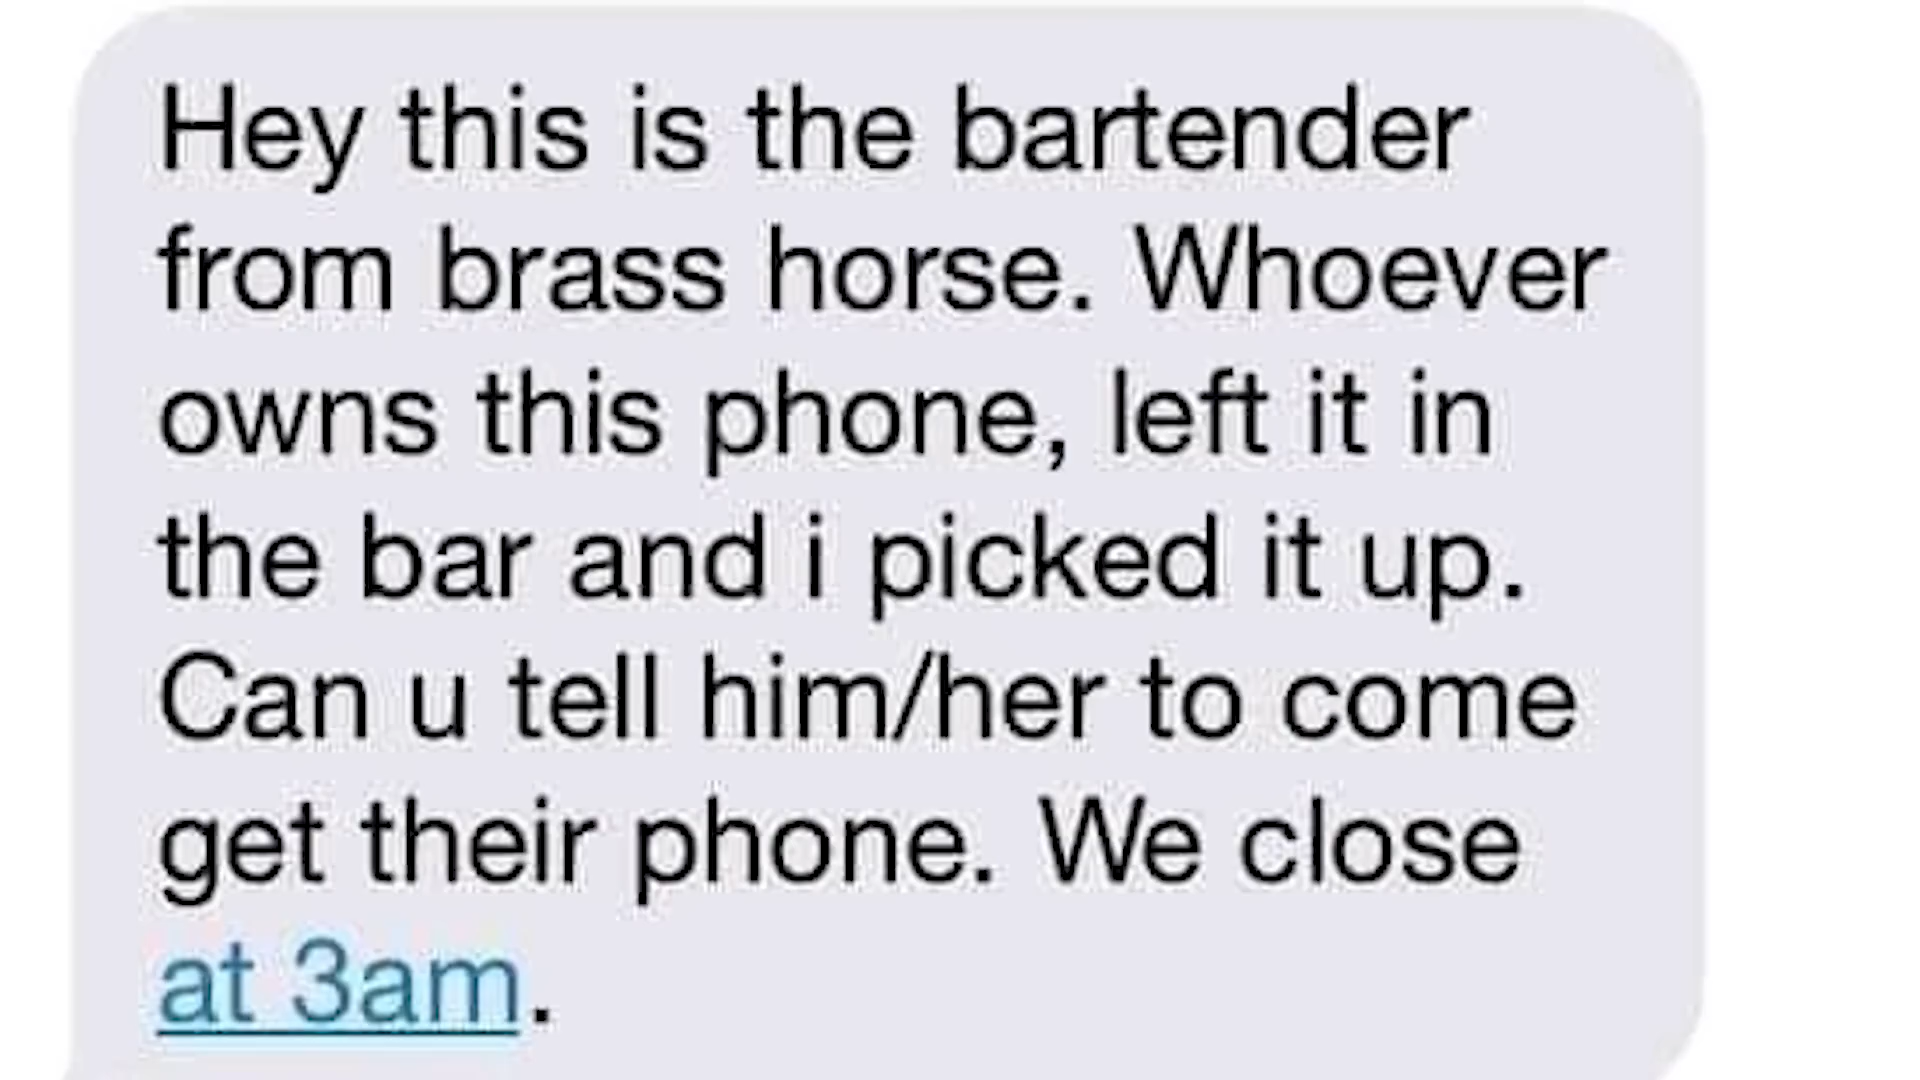 Hey this is the bartender
from brass horse. Whoever
owns this phone, left it in
the bar and i picked it up.
Can u tell him/her to come
get their phone. We close
at 3am.